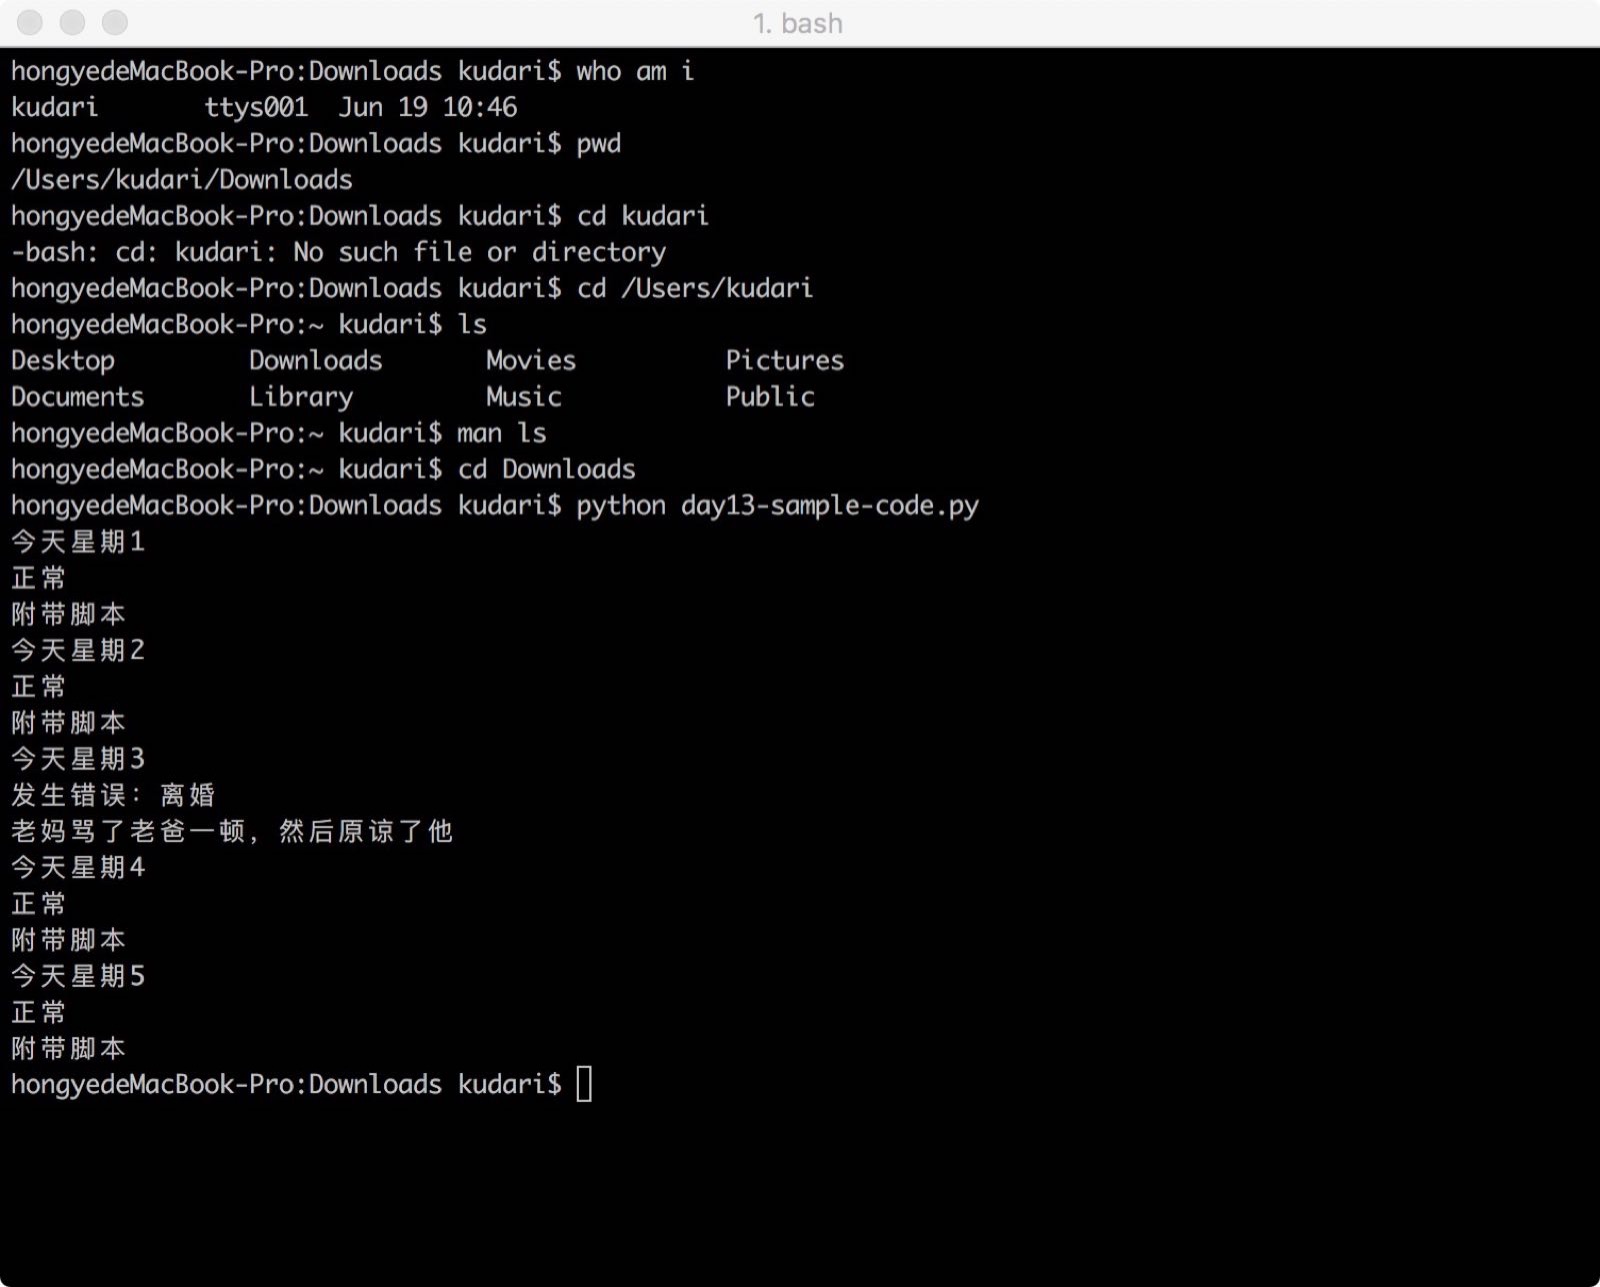 1. bash
hongyedeMacBook-Pro:Downloads kudari$ who am i
kudari       ttys001  Jun 19 10:46
hongyedeMacBook-Pro:Downloads kudari$ pwd
/Users/kudari/Downloads
hongyedeMacBook-Pro:Downloads kudari$ cd kudari
-bash: cd: kudari: No such file or directory
hongyedeMacBook-Pro:Downloads kudari$ cd /Users/kudari
hongyedeMacBook-Pro:~ kudari$ ls
Desktop         Downloads       Movies          Pictures
Documents       Library         Music           Public
hongyedeMacBook-Pro:~ kudari$ man ls
hongyedeMacBook-Pro:~ kudari$ cd Downloads
hongyedeMacBook-Pro:Downloads kudari$ python day13-sample-code.py
今天星期1
正常
附带脚本
今天星期2
正常
附带脚本
今天星期3
发生错误：离婚
老妈骂了老爸一顿，然后原谅了他
今天星期4
正常
附带脚本
今天星期5
正常
附带脚本
hongyedeMacBook-Pro:Downloads kudari$